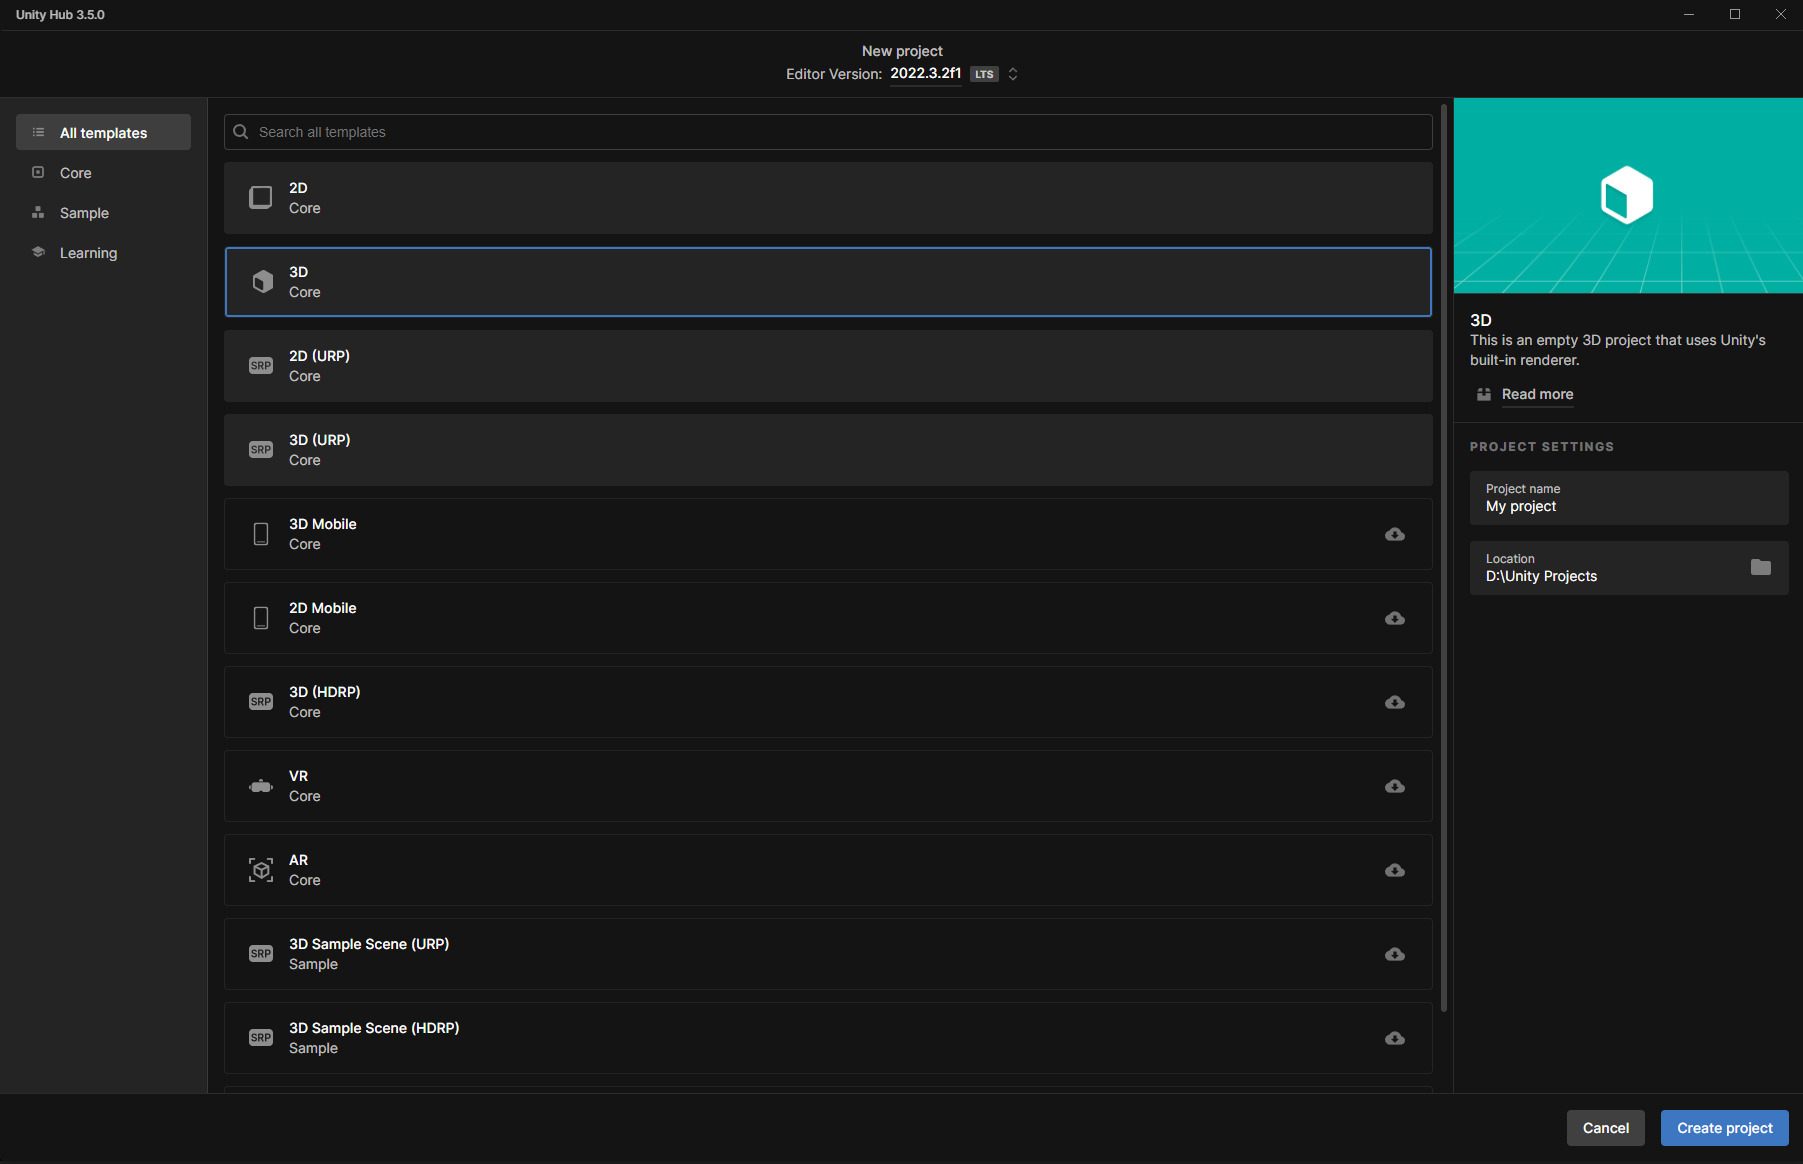 Unity Hub 3.5.0
New project
Editor Version: 2022.3.2f1 LTS
All templates
Core
Sample
Learning
Search all templates
2D
Core
3D
Core
SRP
2D (URP)
Core
SRP
3D (URP)
Core
3D Mobile
Core
2D Mobile
Core
SRP
3D (HDRP)
Core
VR
Core
AR
Core
SRP
3D Sample Scene (URP)
Sample
SRP
3D Sample Scene (HDRP)
Sample
3D
This is an empty 3D project that uses Unity's
built-in renderer.
Read more
PROJECT SETTINGS
Project name
My project
Location
D:\Unity Projects
Cancel
Create project